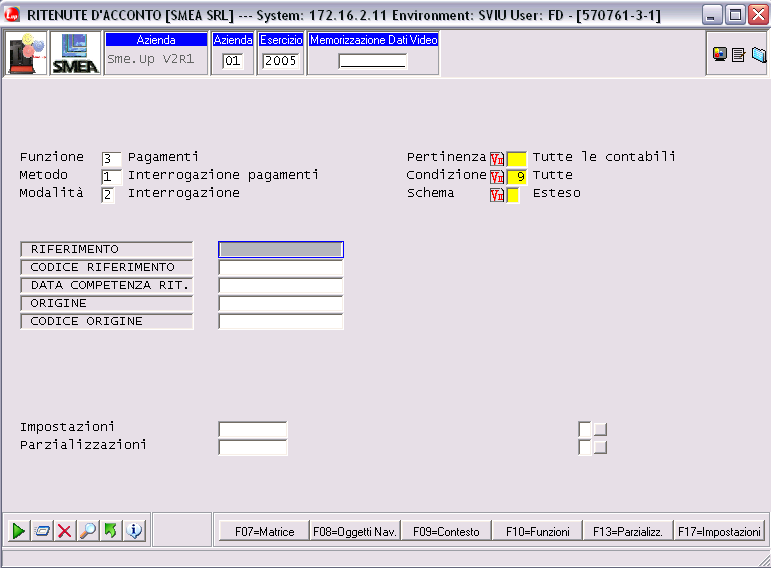 RITENUTE D'ACCONTO [SMEA SRL] --- System: 172.16.2.11 Environment: SVIU User: FD - [570761-3-1]
SMEA
Azienda Azienda Esercizio Memorizzazione Dati Video
Sme.Up V2R1 01 2005
Funzione 3 Pagamenti Pertinenza Tutte le contabili
Metodo 1 Interrogazione pagamenti Condizione 9 Tutte
Modalità 2 Interrogazione Schema Esteso
RIFERIMENTO
CODICE RIFERIMENTO
DATA COMPETENZA RIT.
ORIGINE
CODICE ORIGINE
Impostazioni
Parzializzazioni
F07=Matrice F08=Oggetti Nav. F09=Contesto F10=Funzioni F13=Parzializz. F17=Impostazioni